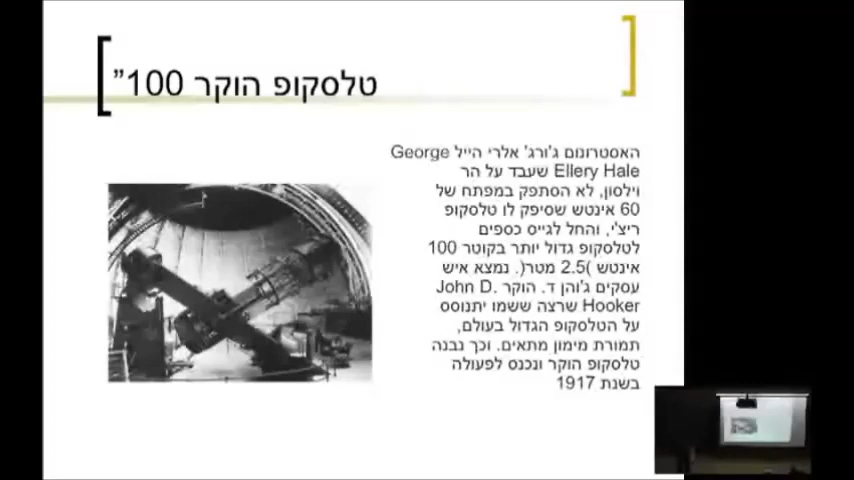 טלסקופ הוקר 100”
האסטרונום ג'ורג' אלרי הייל George
Ellery Hale שעבד על הר
וילסון, לא הסתפק במפתח של
60 אינטש שסיפק לו טלסקופ
ריצ'י, והחל לגייס כספים
לטלסקופ גדול יותר בקוטר 100
אינטש )2.5 מטר(. נמצא איש
עסקים ג'והן ד. הוקר John D.
Hooker שרצה ששמו יתנוסס
על הטלסקופ הגדול בעולם,
תמורת מימון מתאים. וכך נבנה
טלסקופ הוקר ונכנס לפעולה
בשנת 1917